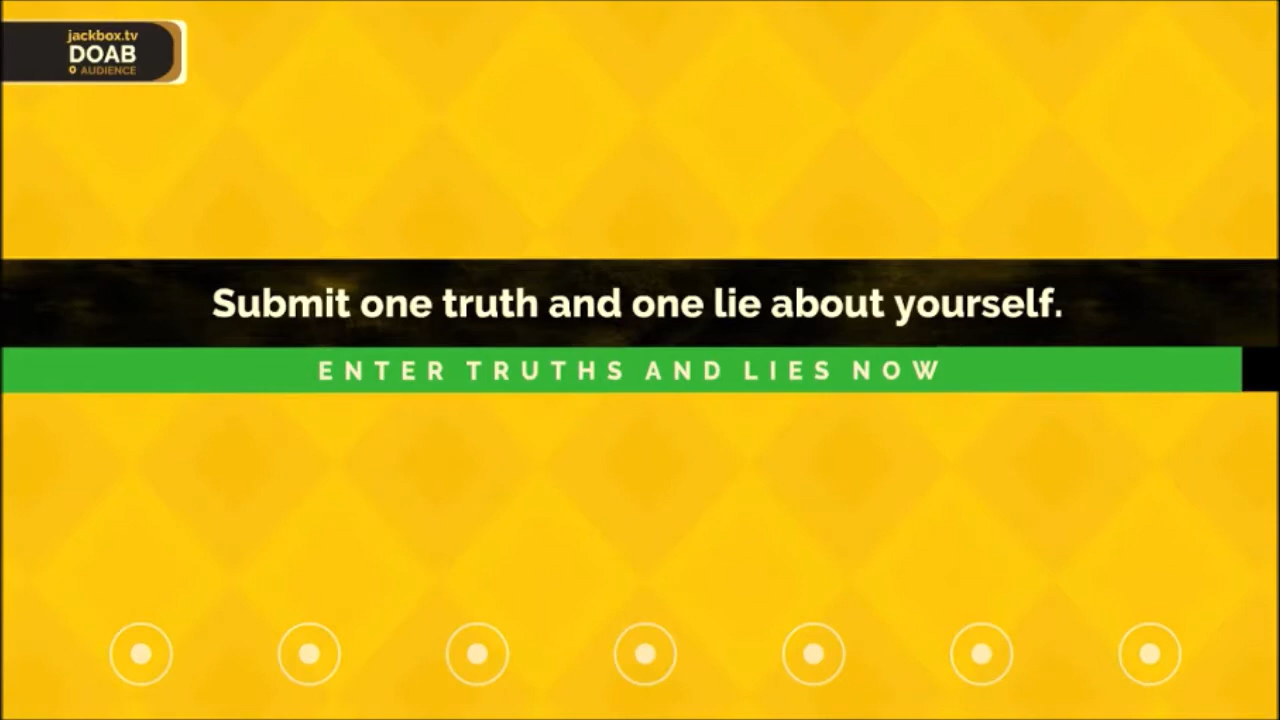 jackbox.tv
DOAB
AUDIENCE
Submit one truth and one lie about yourself.
ENTER TRUTHS AND LIES NOW